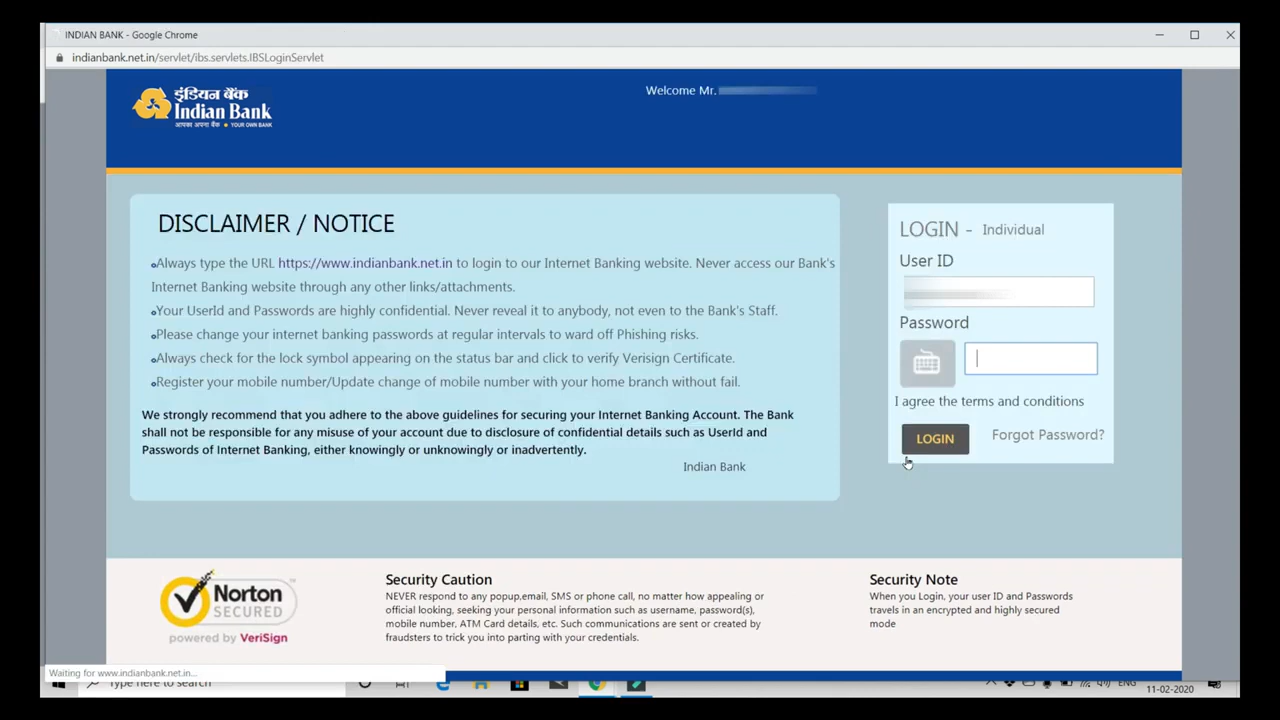 INDIAN BANK - Google Chrome
indianbank.net.in/servlet/ibs.servlets.IBSLoginServlet
इंडियन बैंक
Indian Bank
आपका अपना बैंक • YOUR OWN BANK
Welcome Mr.
DISCLAIMER / NOTICE
Always type the URL https://www.indianbank.net.in to login to our Internet Banking website. Never access our Bank's
Internet Banking website through any other links/attachments.
Your UserId and Passwords are highly confidential. Never reveal it to anybody, not even to the Bank's Staff.
Please change your internet banking passwords at regular intervals to ward off Phishing risks.
Always check for the lock symbol appearing on the status bar and click to verify Verisign Certificate.
Register your mobile number/Update change of mobile number with your home branch without fail.
We strongly recommend that you adhere to the above guidelines for securing your Internet Banking Account. The Bank
shall not be responsible for any misuse of your account due to disclosure of confidential details such as UserId and
Passwords of Internet Banking, either knowingly or unknowingly or inadvertently.
Indian Bank
LOGIN - Individual
User ID
Password
I agree the terms and conditions
LOGIN
Forgot Password?
Norton
SECURED
powered by VeriSign
Security Caution
NEVER respond to any popup,email, SMS or phone call, no matter how appealing or
official looking, seeking your personal information such as username, password(s),
mobile number, ATM Card details, etc. Such communications are sent or created by
fraudsters to trick you into parting with your credentials.
Security Note
When you Login, your user ID and Passwords
travels in an encrypted and highly secured
mode
Waiting for www.indianbank.net.in...
Type here to search
ENG
11-02-2020